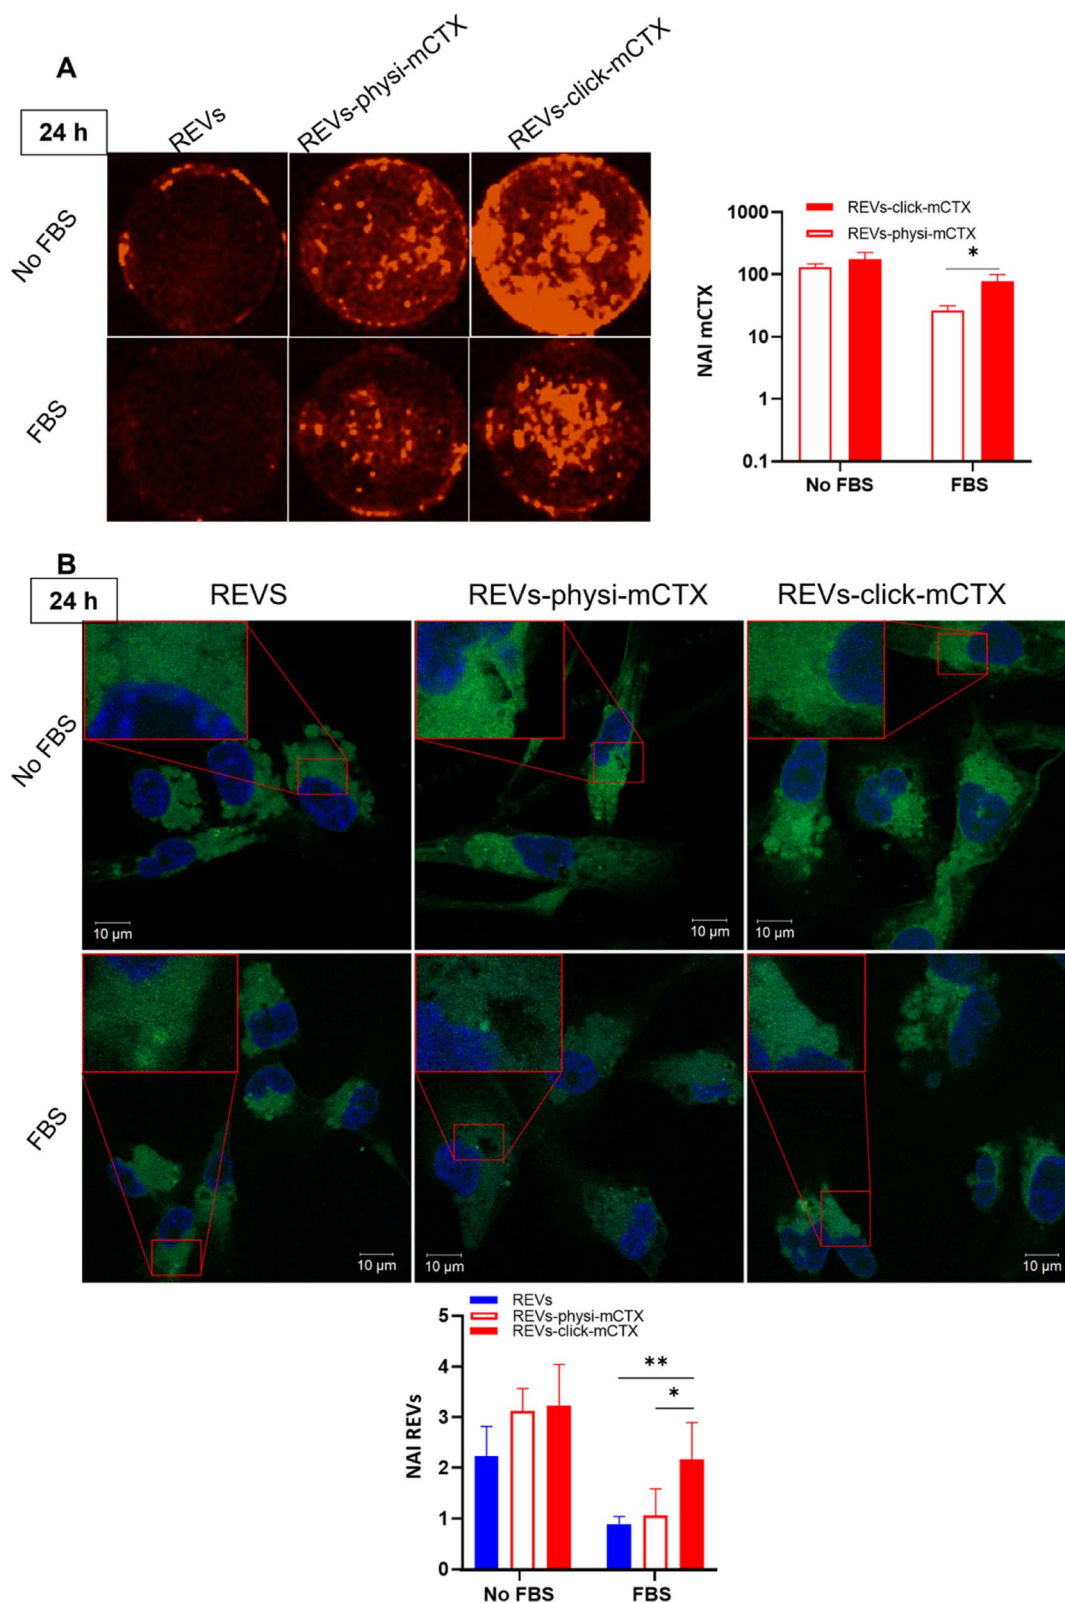 A
24 h
REVs
REVs-physi-mCTX
REVs-click-mCTX
No FBS
FBS
REVs-click-mCTX
REVs-physi-mCTX
*
NAI mCTX
1000
100
10
1
0.1
No FBS
FBS
B
24 h
REVS
REVs-physi-mCTX
REVs-click-mCTX
No FBS
10 µm
10 µm
10 µm
FBS
10 µm
10 µm
10 µm
REVs
REVs-physi-mCTX
REVs-click-mCTX
**
*
NAI REVs
5
4
3
2
1
0
No FBS
FBS